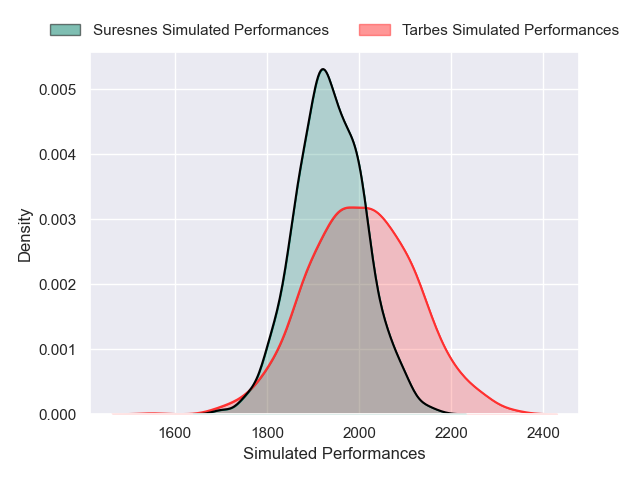 Suresnes Simulated Performances Tarbes Simulated Performances
0.005
0.004
0.003
0.002
0.001
0.000
Density
1600 1800 2000 2200 2400
Simulated Performances